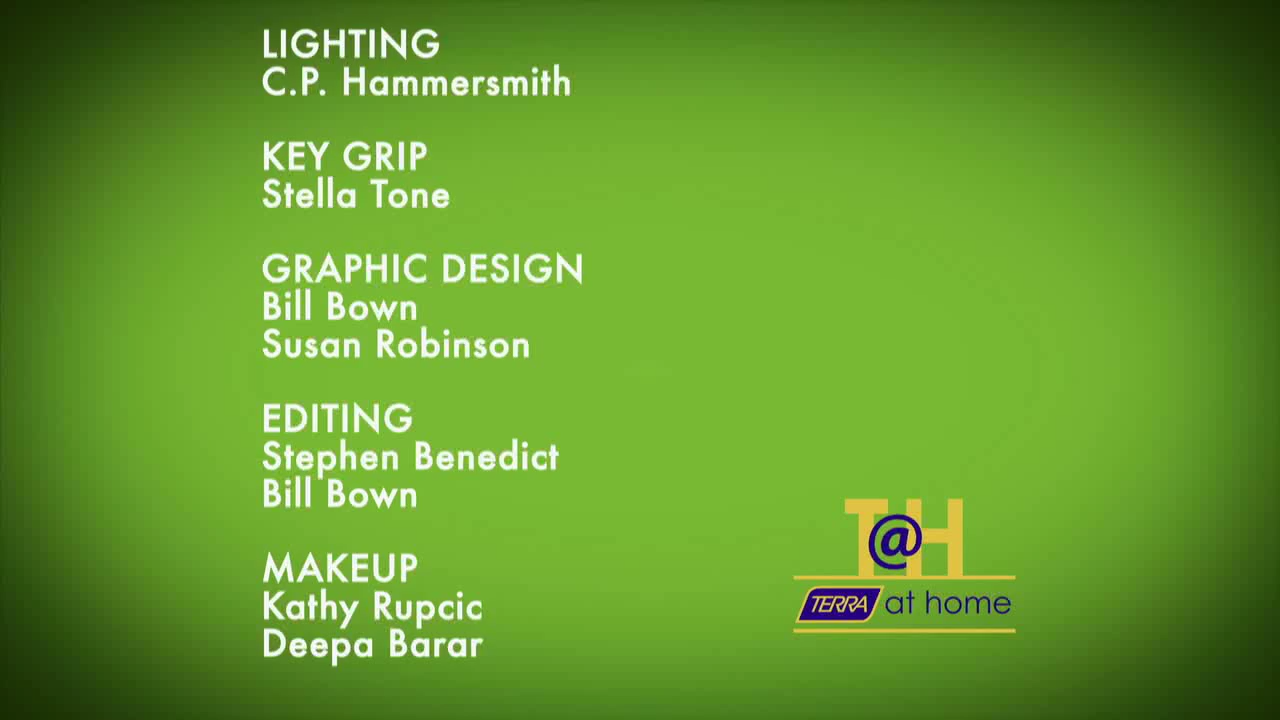 LIGHTING
C.P. Hammersmith
KEY GRIP
Stella Tone
GRAPHIC DESIGN
Bill Bown
Susan Robinson
EDITING
Stephen Benedict
Bill Bown
MAKEUP
Kathy Rupcic
Deepa Barar
T@H
TERRA at home